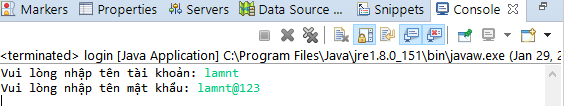 Markers Properties Servers Data Source ... Snippets Console
<terminated> login [Java Application] C:\Program Files\Java\jre1.8.0_151\bin\javaw.exe (Jan 29, 2
Vui lòng nhập tên tài khoản: lamnt
Vui lòng nhập tên mật khẩu: lamnt@123